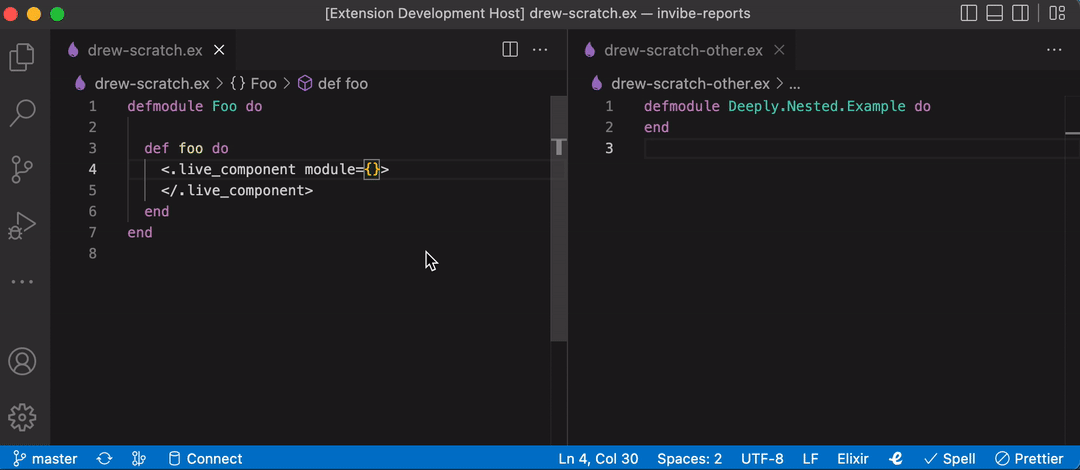 [Extension Development Host] drew-scratch.ex — invibe-reports
drew-scratch.ex
drew-scratch.ex > {} Foo > def foo
1 defmodule Foo do
2
3 def foo do
4 <.live_component module={}>
5 </.live_component>
6 end
7 end
8
drew-scratch-other.ex
drew-scratch-other.ex > ...
1 defmodule Deeply.Nested.Example do
2 end
3
master Connect Ln 4, Col 30 Spaces: 2 UTF-8 LF Elixir Spell Prettier